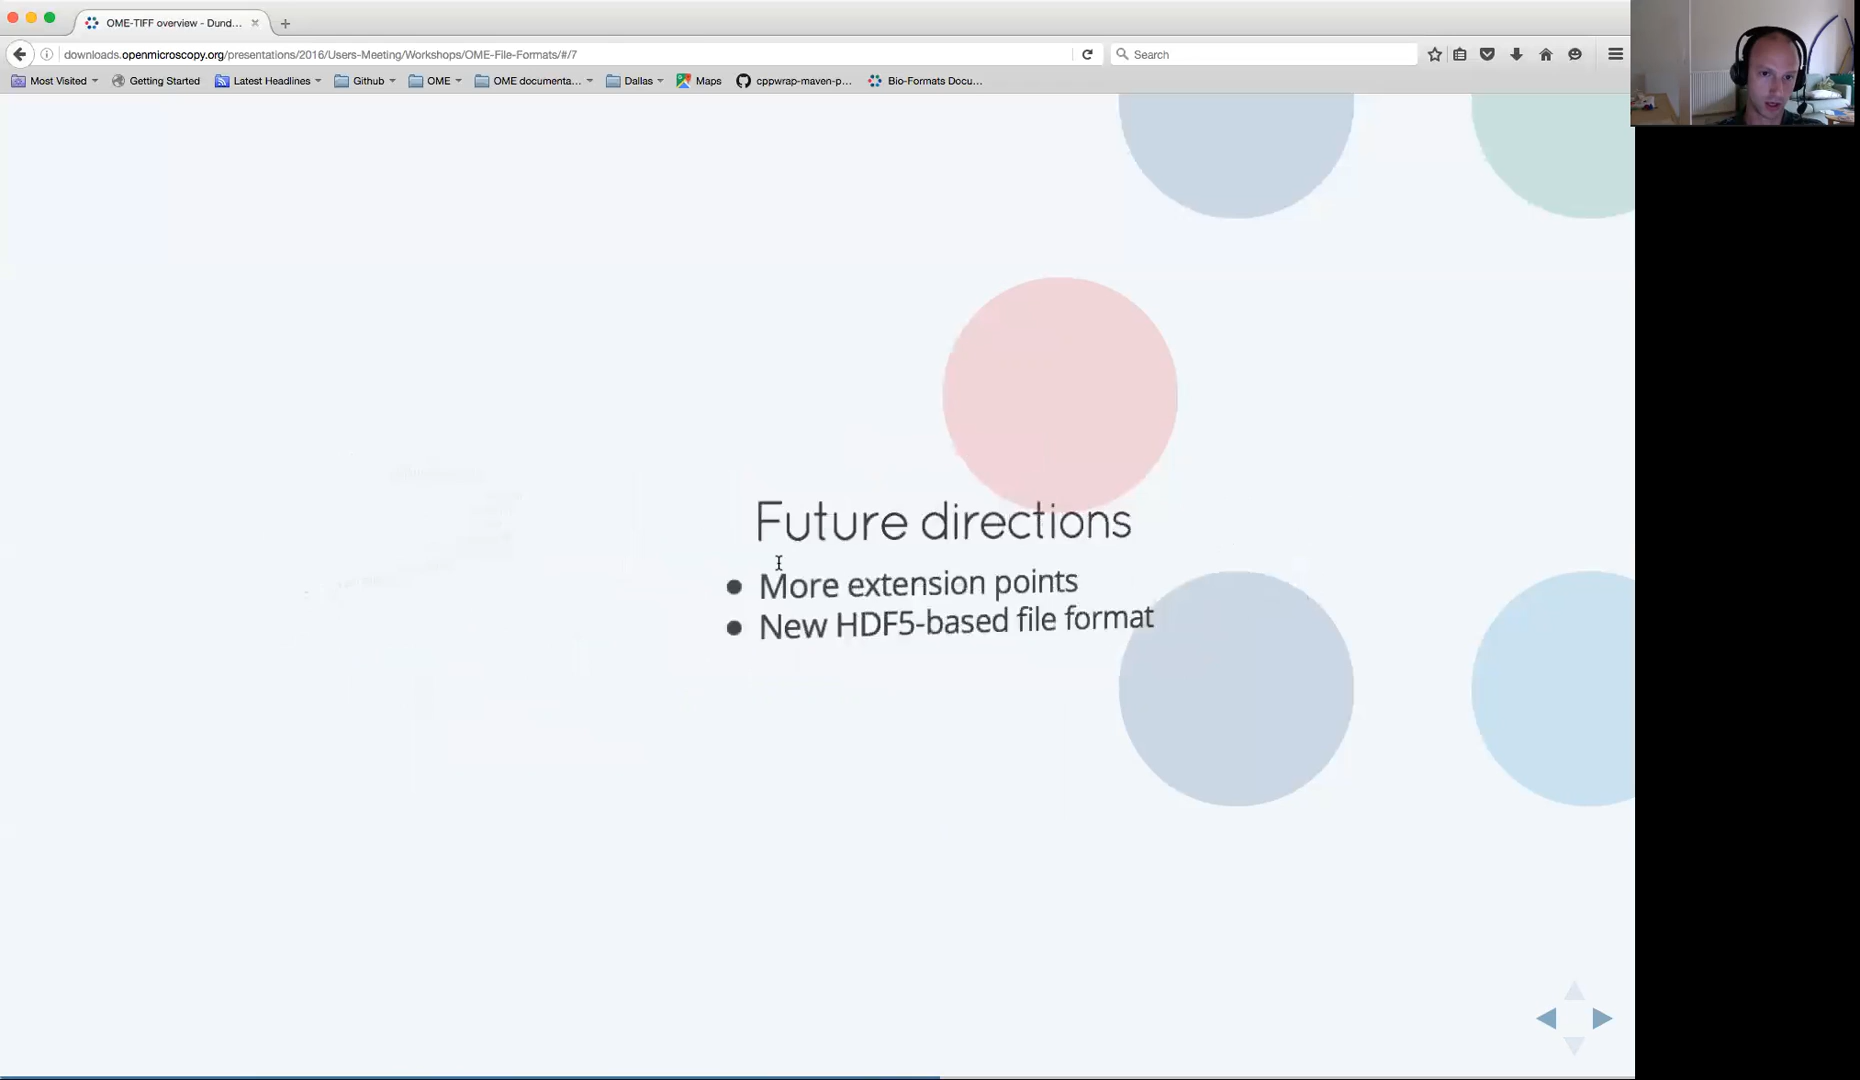 OME-TIFF overview - Dund...
downloads.openmicroscopy.org/presentations/2016/Users-Meeting/Workshops/OME-File-Formats/#/7
Search
Most Visited
Getting Started
Latest Headlines
Github
OME
OME documenta...
Dallas
Maps
cppwrap-maven-p...
Bio-Formats Docu...
Future directions
More extension points
New HDF5-based file format